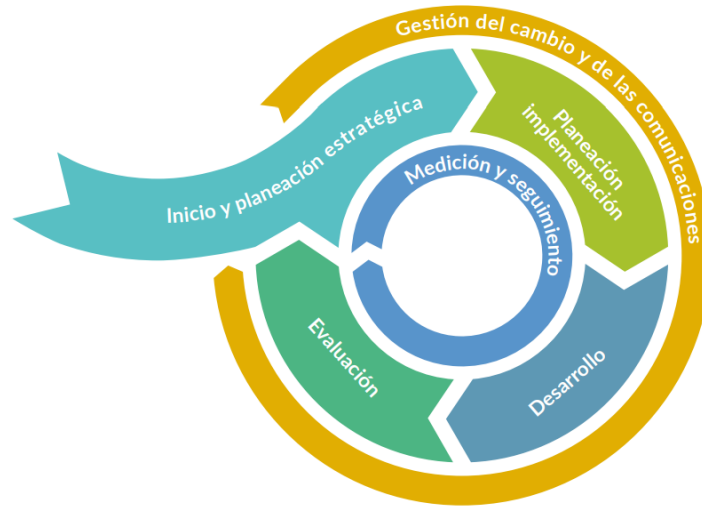 Gestión del cambio y de las comunicaciones
Inicio y planeación estratégica
Planeación
implementación
Medición y seguimiento
Evaluación
Desarrollo